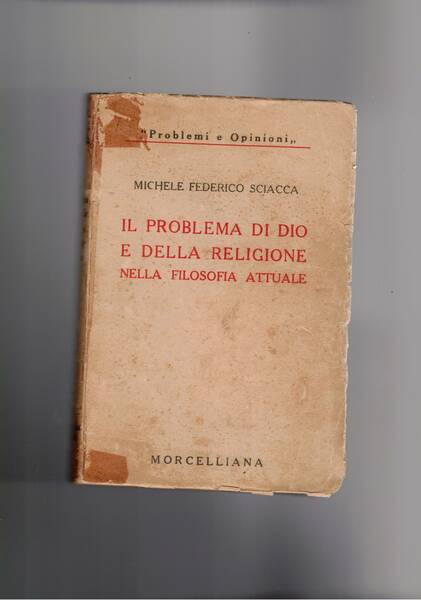 "Problemi e Opinioni„
MICHELE FEDERICO SCIACCA
IL PROBLEMA DI DIO
E DELLA RELIGIONE
NELLA FILOSOFIA ATTUALE
MORCELLIANA